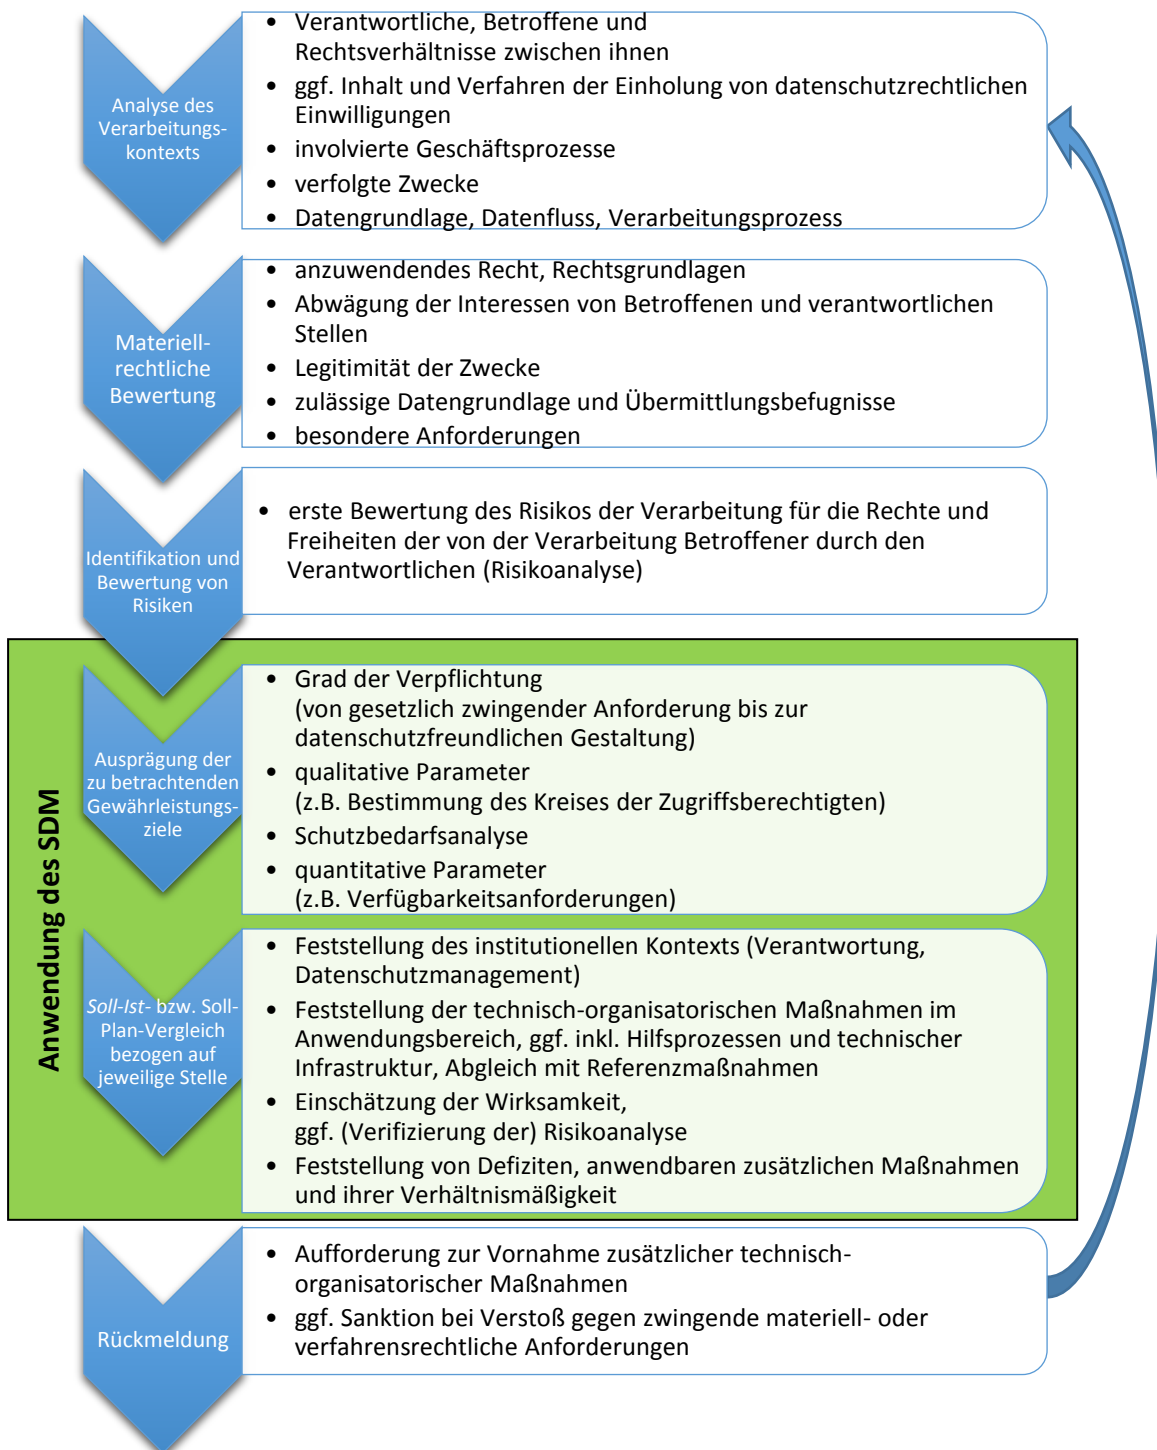 Analyse des
Verarbeitungs-
kontexts
• Verantwortliche, Betroffene und
Rechtsverhältnisse zwischen ihnen
• ggf. Inhalt und Verfahren der Einholung von datenschutzrechtlichen
Einwilligungen
• involvierte Geschäftsprozesse
• verfolgte Zwecke
• Datengrundlage, Datenfluss, Verarbeitungsprozess
Materiell-
rechtliche
Bewertung
• anzuwendendes Recht, Rechtsgrundlagen
• Abwägung der Interessen von Betroffenen und verantwortlichen
Stellen
• Legitimität der Zwecke
• zulässige Datengrundlage und Übermittlungsbefugnisse
• besondere Anforderungen
Identifikation und
Bewertung von
Risiken
• erste Bewertung des Risikos der Verarbeitung für die Rechte und
Freiheiten der von der Verarbeitung Betroffener durch den
Verantwortlichen (Risikoanalyse)
Anwendung des SDM
Ausprägung der
zu betrachtenden
Gewährleistungs-
ziele
• Grad der Verpflichtung
(von gesetzlich zwingender Anforderung bis zur
datenschutzfreundlichen Gestaltung)
• qualitative Parameter
(z.B. Bestimmung des Kreises der Zugriffsberechtigten)
• Schutzbedarfsanalyse
• quantitative Parameter
(z.B. Verfügbarkeitsanforderungen)
Soll-Ist- bzw. Soll-
Plan-Vergleich
bezogen auf
jeweilige Stelle
• Feststellung des institutionellen Kontexts (Verantwortung,
Datenschutzmanagement)
• Feststellung der technisch-organisatorischen Maßnahmen im
Anwendungsbereich, ggf. inkl. Hilfsprozessen und technischer
Infrastruktur, Abgleich mit Referenzmaßnahmen
• Einschätzung der Wirksamkeit,
ggf. (Verifizierung der) Risikoanalyse
• Feststellung von Defiziten, anwendbaren zusätzlichen Maßnahmen
und ihrer Verhältnismäßigkeit
Rückmeldung
• Aufforderung zur Vornahme zusätzlicher technisch-
organisatorischer Maßnahmen
• ggf. Sanktion bei Verstoß gegen zwingende materiell- oder
verfahrensrechtliche Anforderungen